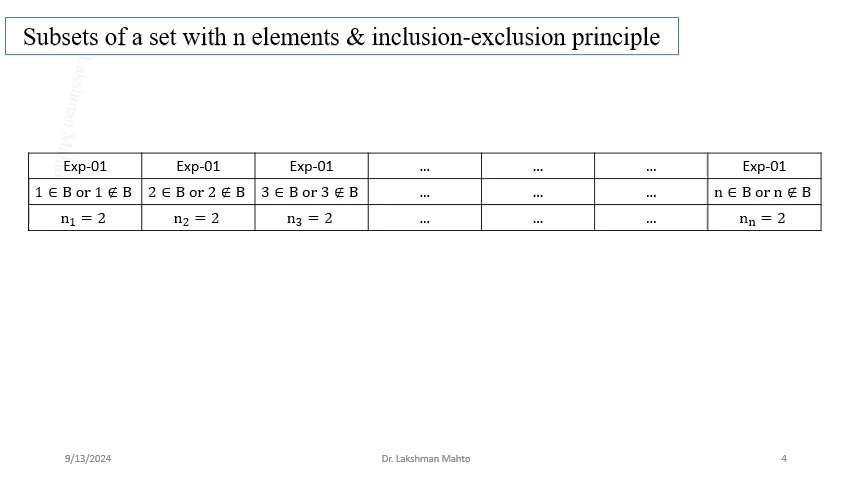 Subsets of a set with n elements & inclusion-exclusion principle
Lakshman Mahto
Exp-01 Exp-01 Exp-01 ... ... ... Exp-01
1 ∈ B or 1 ∉ B 2 ∈ B or 2 ∉ B 3 ∈ B or 3 ∉ B ... ... ... n ∈ B or n ∉ B
n₁ = 2 n₂ = 2 n₃ = 2 ... ... ... nₙ = 2
9/13/2024 Dr. Lakshman Mahto 4